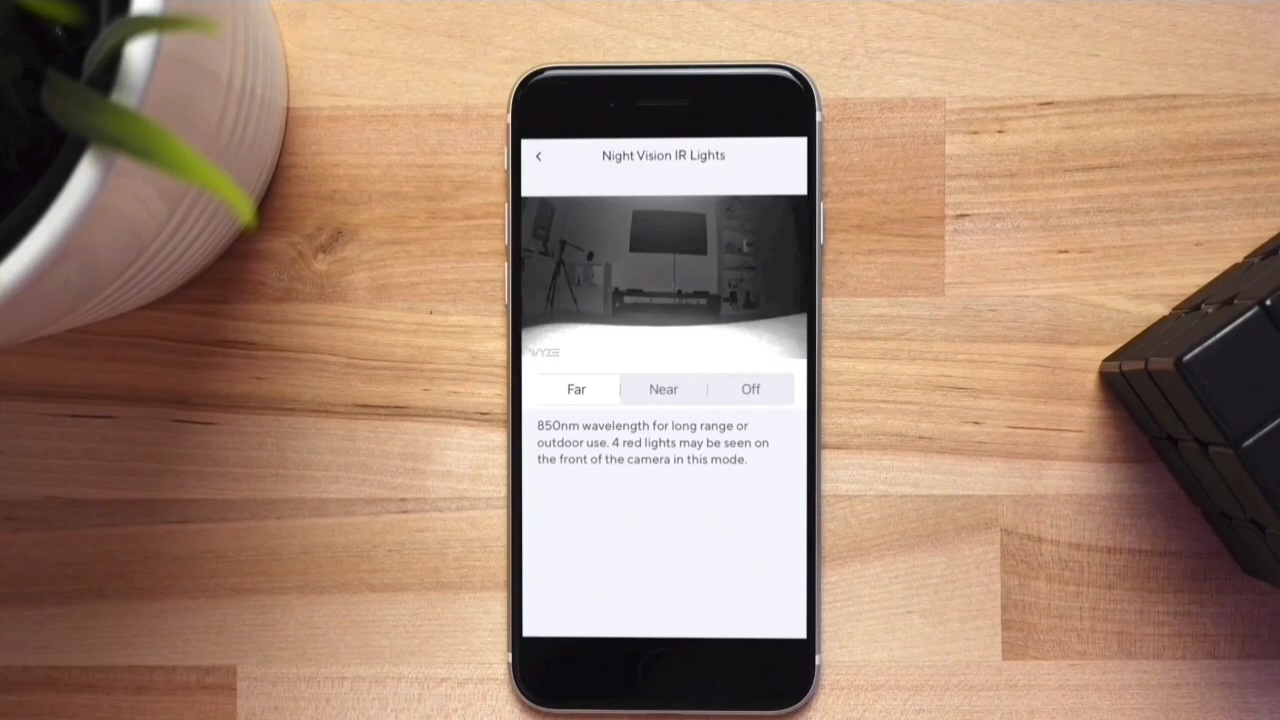 Night Vision IR Lights
WYZE
Far
Near
Off
850nm wavelength for long range or
outdoor use. 4 red lights may be seen on
the front of the camera in this mode.